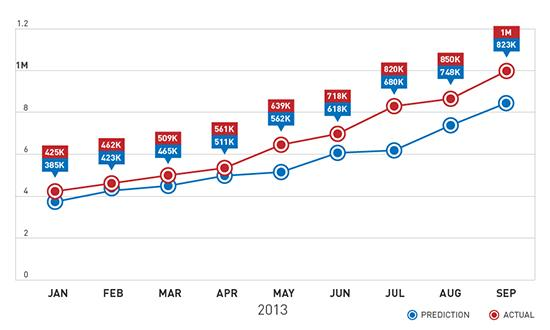 1.2
1M
8
6
4
2
0
425K
385K
462K
423K
509K
465K
561K
511K
639K
562K
718K
618K
820K
680K
850K
748K
1M
823K
JAN FEB MAR APR MAY JUN JUL AUG SEP
2013
PREDICTION ACTUAL